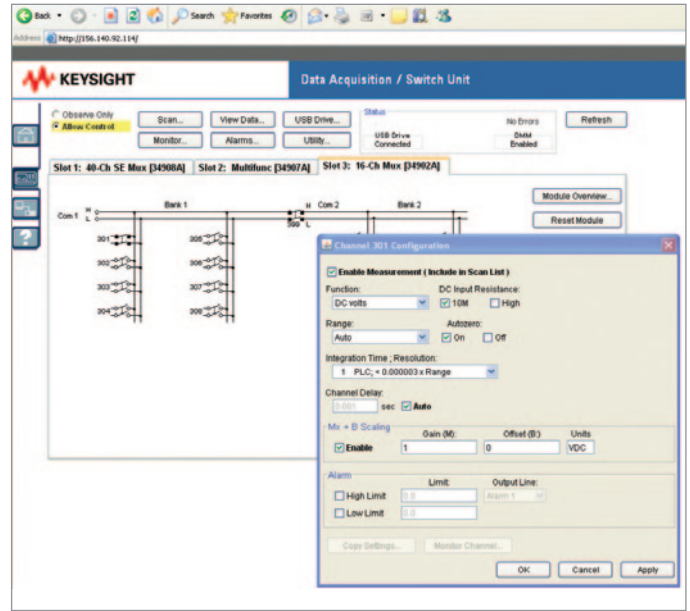 Back Search Favorites
Address http://156.140.92.114/
KEYSIGHT Data Acquisition / Switch Unit
Observe Only Scan... View Data... USB Drive... Status No Errors Refresh
Allow Control Monitor... Alarms... Utility... USB Drive Connected DMM Enabled
Slot 1: 40-Ch SE Mux [34908A] Slot 2: Multifunc [34907A] Slot 3: 16-Ch Mux [34902A]
Module Overview...
Com 1 H L Bank 1 H L Com 2 Bank 2
Reset Module
309
301 305
302 306
303 307
304 308
Channel 301 Configuration
Enable Measurement ( Include in Scan List )
Function: DC Input Resistance:
DC volts 10M High
Range: Autozero:
Auto On Off
Integration Time ; Resolution:
1 PLC; < 0.000003 x Range
Channel Delay:
0.001 sec Auto
Mx + B Scaling
Gain (M): Offset (B:) Units
Enable 1 0 VDC
Alarm
Limit: Output Line:
High Limit 0.0 Alarm 1
Low Limit 0.0
Copy Settings... Monitor Channel...
OK Cancel Apply